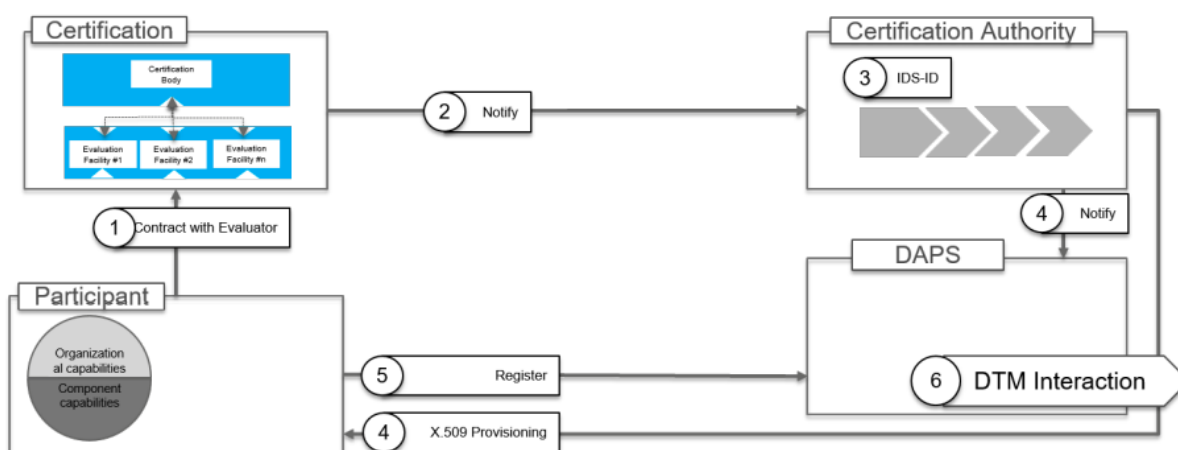 Certification
Certification
Body
Evaluation
Facility #1
Evaluation
Facility #2
Evaluation
Facility #n
2
Notify
Certification Authority
3
IDS-ID
1
Contract with Evaluator
4
Notify
DAPS
Participant
Organization
al capabilities
Component
capabilities
5
Register
6
DTM Interaction
4
X.509 Provisioning